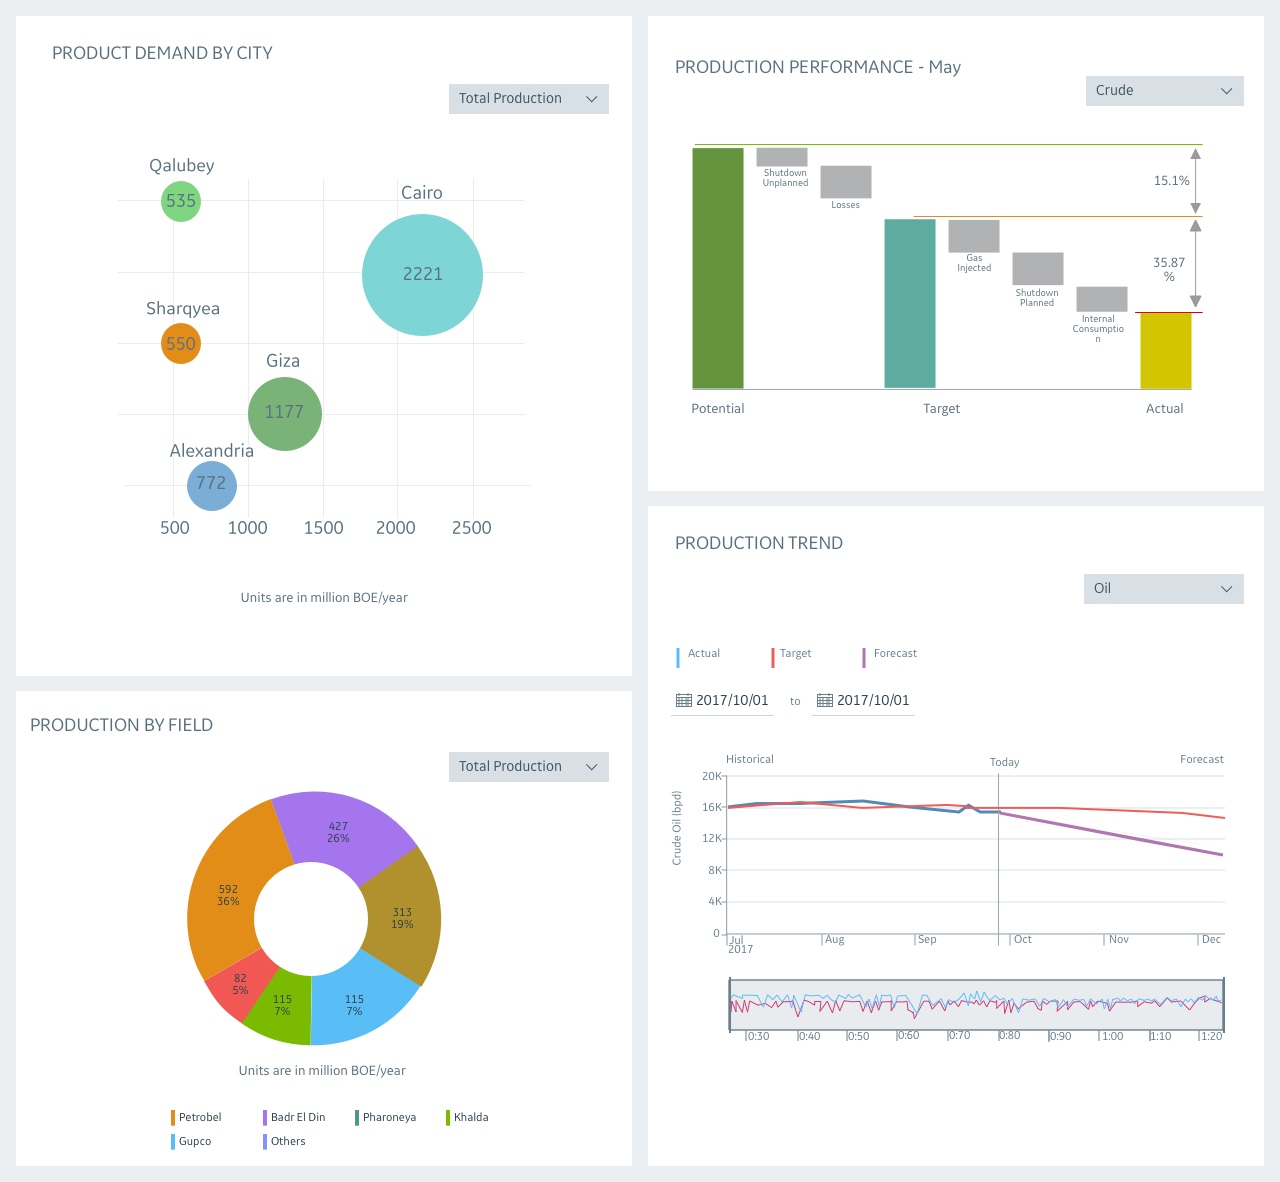 PRODUCT DEMAND BY CITY
Total Production
Qalubey
535
Cairo
2221
Sharqyea
550
Giza
1177
Alexandria
772
500 1000 1500 2000 2500
Units are in million BOE/year
PRODUCTION PERFORMANCE - May
Crude
Shutdown
Unplanned
Losses
15.1%
Gas
Injected
Shutdown
Planned
Internal
Consumptio
n
35.87
%
Potential Target Actual
PRODUCTION BY FIELD
Total Production
427
26%
592
36%
313
19%
82
5%
115
7%
115
7%
Units are in million BOE/year
Petrobel Badr El Din Pharoneya Khalda
Gupco Others
PRODUCTION TREND
Oil
Actual Target Forecast
2017/10/01 to 2017/10/01
Historical Today Forecast
Crude Oil (bpd)
20K
16K
12K
8K
4K
0
Jul Aug Sep Oct Nov Dec
2017
0:30 0:40 0:50 0:60 0:70 0:80 0:90 1:00 1:10 1:20